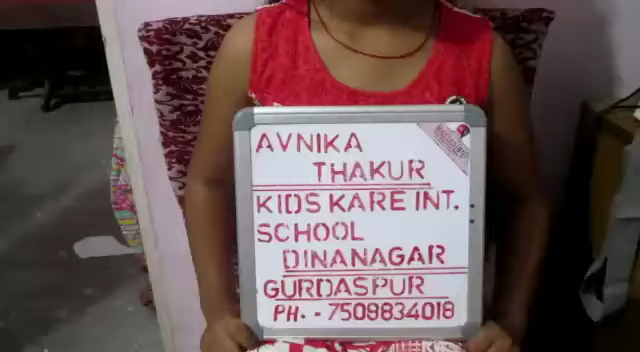 AVNIKA
THAKUR
KIDS KARE INT.
SCHOOL
DINANAGAR
GURDASPUR
PH. - 7509834018